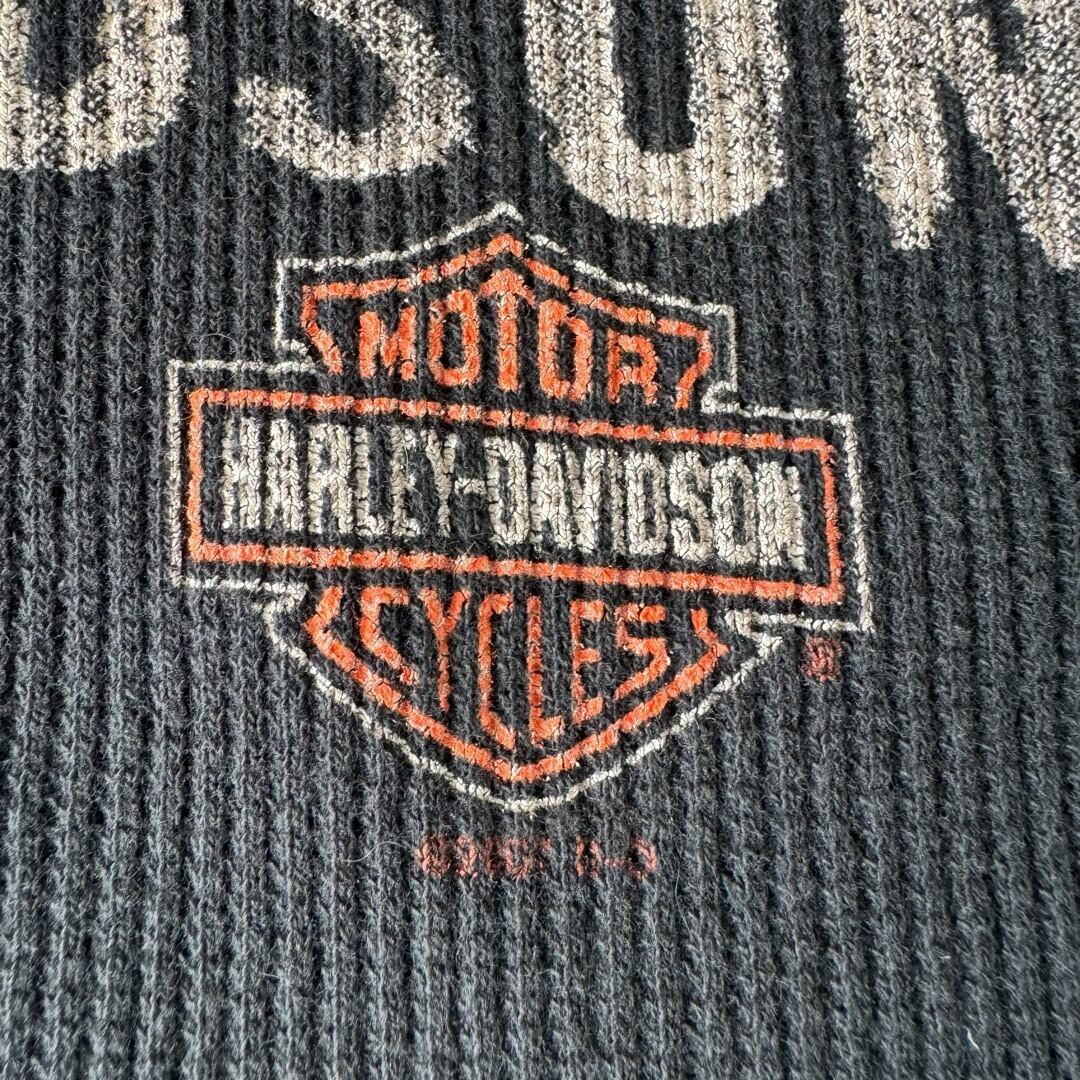 DSON
MOTOR
HARLEY-DAVIDSON
CYCLES
®